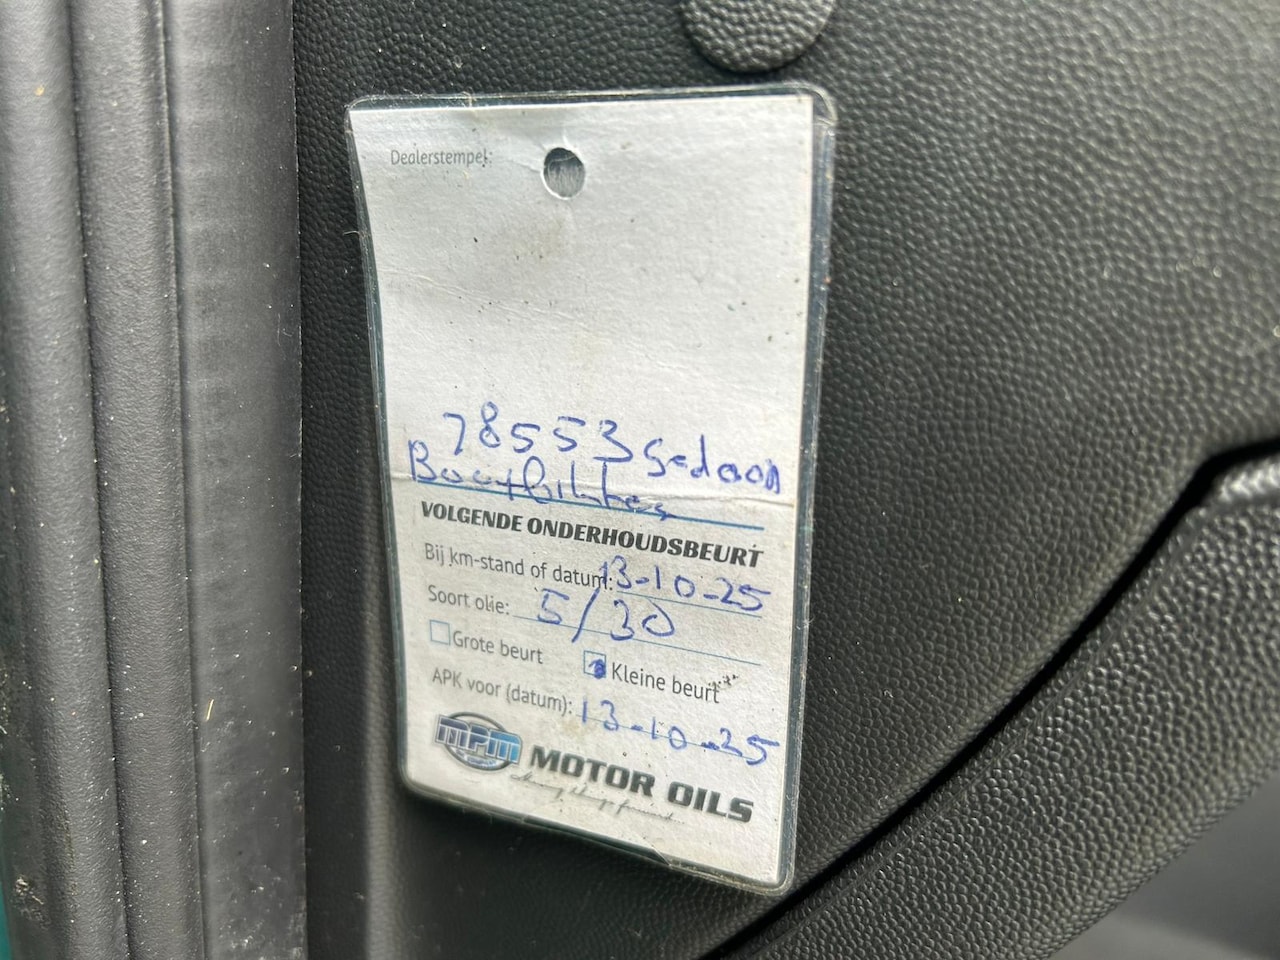 Dealerstempel:
78553 gedaan
VOLGENDE ONDERHOUDSBEURT
Bij km-stand of datum: 13-10-25
Soort olie: 5/30
Grote beurt Kleine beurt
APK voor (datum): 13-10-25
MPM MOTOR OILS